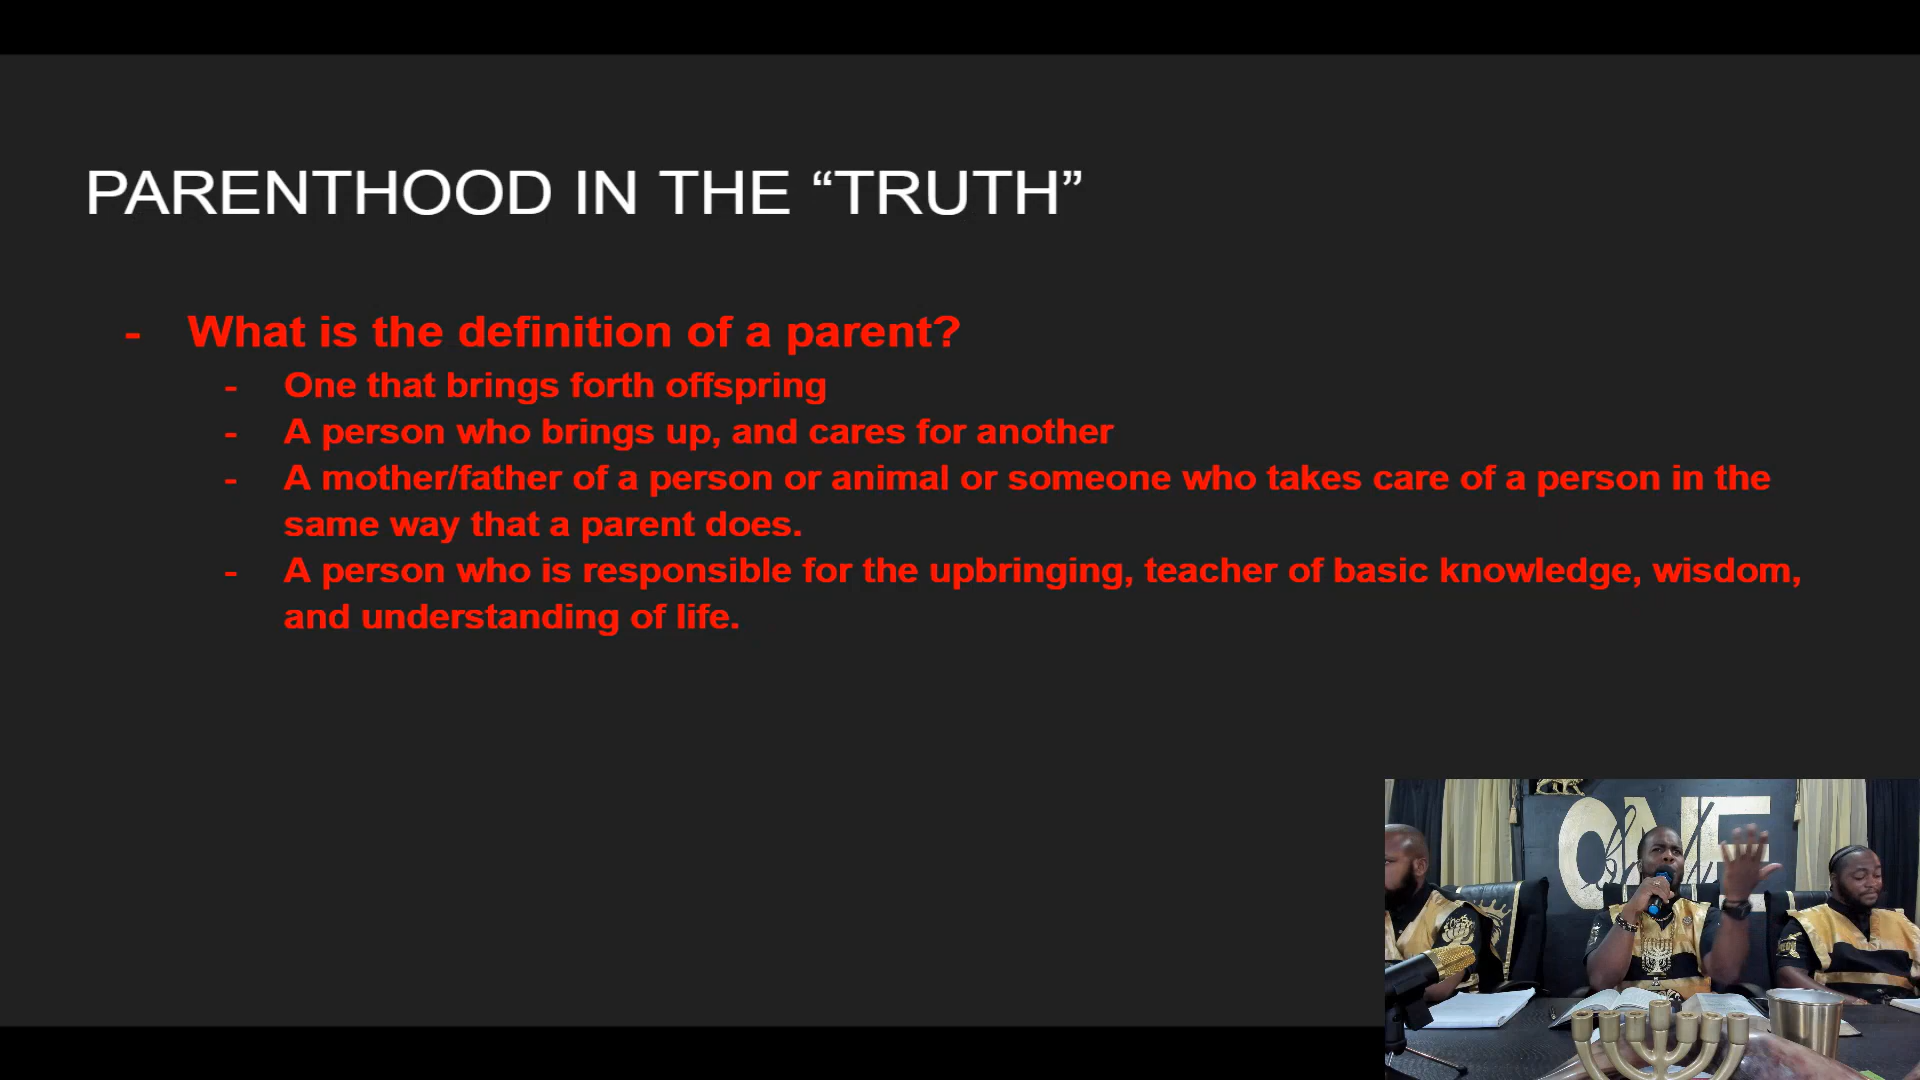 PARENTHOOD IN THE “TRUTH”
- What is the definition of a parent?
- One that brings forth offspring
- A person who brings up, and cares for another
- A mother/father of a person or animal or someone who takes care of a person in the
same way that a parent does.
- A person who is responsible for the upbringing, teacher of basic knowledge, wisdom,
and understanding of life.
ONE